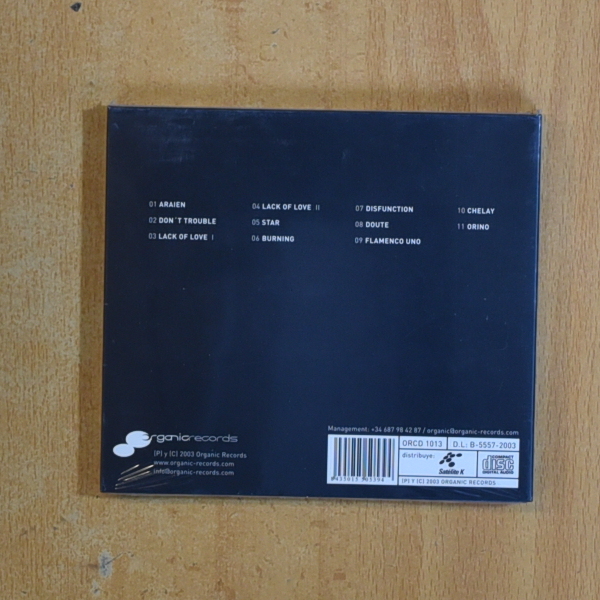 01 ARAIEN
02 DON´T TROUBLE
03 LACK OF LOVE I
04 LACK OF LOVE II
05 STAR
06 BURNING
07 DISFUNCTION
08 DOUTE
09 FLAMENCO UNO
10 CHELAY
11 ORINO
organicrecords
(P) y (C) 2003 Organic Records
www.organic-records.com
info@organic-records.com
Management: +34 687 98 42 87 / organic@organic-records.com
ORCD 1013
D.L.: B-5557-2003
distribuye:
Satélite K
COMPACT
disc
DIGITAL AUDIO
(P) Y (C) 2003 ORGANIC RECORDS